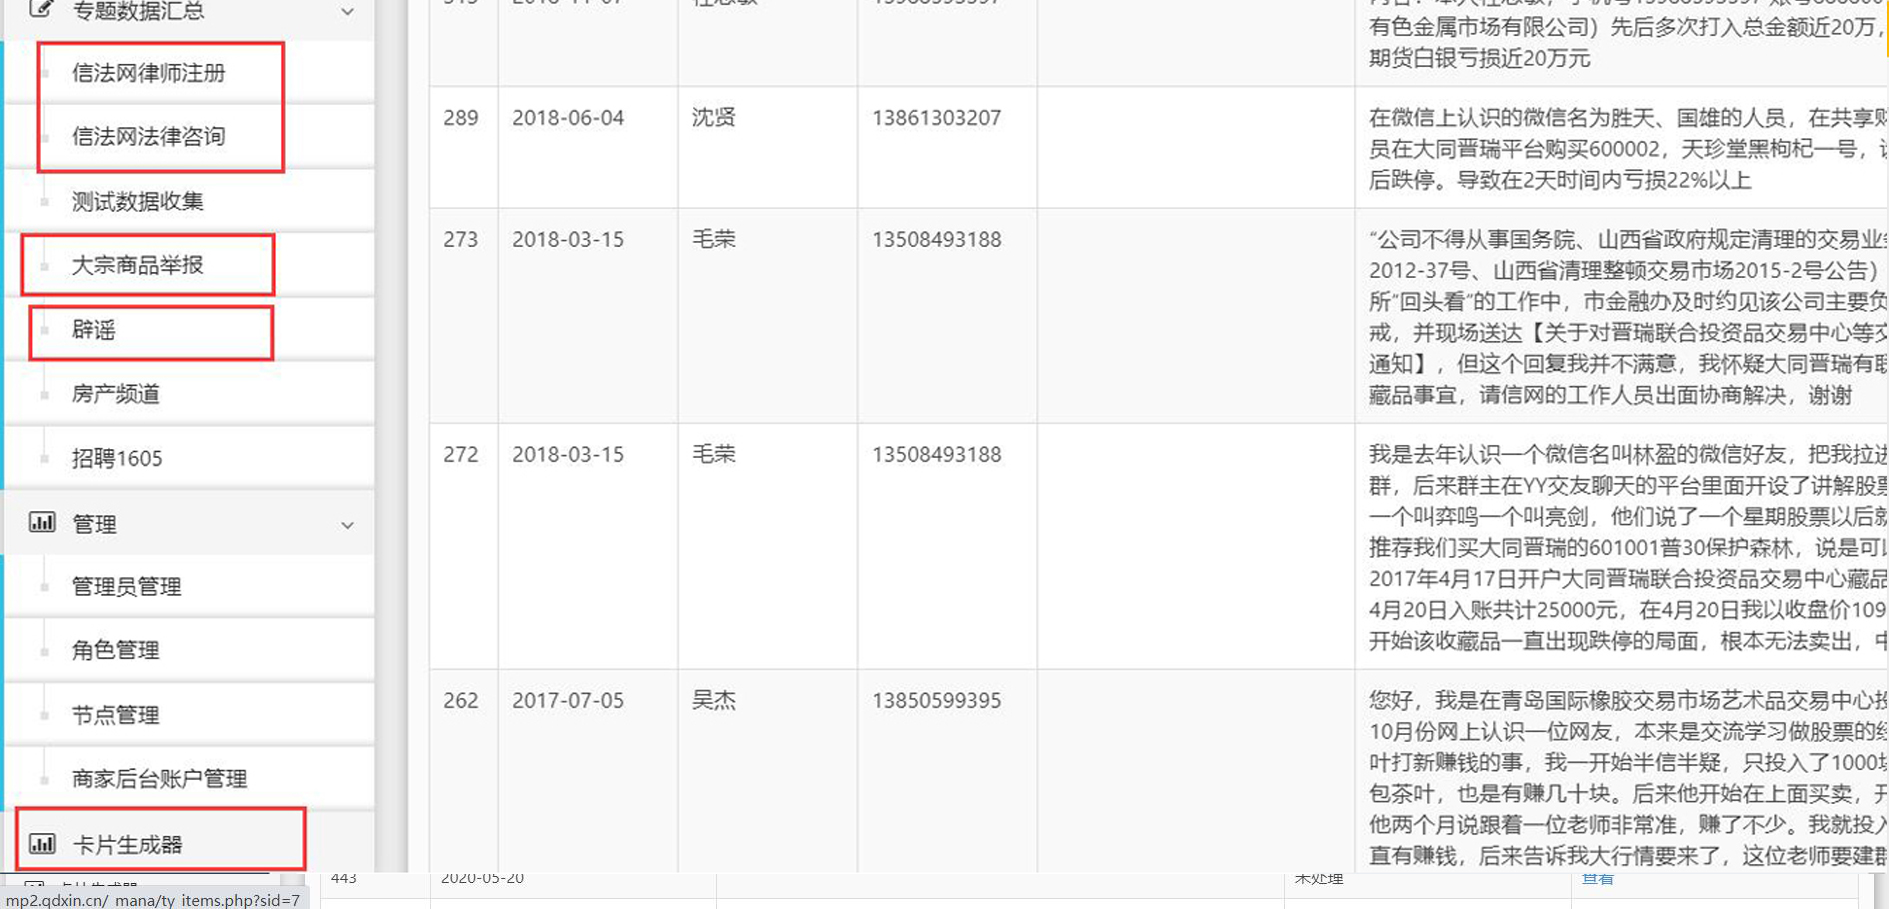 专题数据汇总
信法网律师注册
信法网法律咨询
测试数据收集
大宗商品举报
辟谣
房产频道
招聘1605
管理
管理员管理
角色管理
节点管理
商家后台账户管理
卡片生成器
有色金属市场有限公司）先后多次打入总金额近20万，
期货白银亏损近20万元
289 2018-06-04 沈贤 13861303207
在微信上认识的微信名为胜天、国雄的人员，在共享
员在大同晋瑞平台购买600002，天珍堂黑枸杞一号，
后跌停。导致在2天时间内亏损22%以上
273 2018-03-15 毛荣 13508493188
“公司不得从事国务院、山西省政府规定清理的交易业
2012-37号、山西省清理整顿交易市场2015-2号公告）
所“回头看”的工作中，市金融办及时约见该公司主要负
戒，并现场送达【关于对晋瑞联合投资品交易中心等交
通知】，但这个回复我并不满意，我怀疑大同晋瑞有联
藏品事宜，请信网的工作人员出面协商解决，谢谢
272 2018-03-15 毛荣 13508493188
我是去年认识一个微信名叫林盈的微信好友，把我拉进
群，后来群主在YY交友聊天的平台里面开设了讲解股票
一个叫弈鸣一个叫亮剑，他们说了一个星期股票以后就
推荐我们买大同晋瑞的601001普30保护森林，说是可以
2017年4月17日开户大同晋瑞联合投资品交易中心藏品
4月20日入账共计25000元，在4月20日我以收盘价109
开始该收藏品一直出现跌停的局面，根本无法卖出，中
262 2017-07-05 吴杰 13850599395
您好，我是在青岛国际橡胶交易市场艺术品交易中心投
10月份网上认识一位网友，本来是交流学习做股票的经
叶打新赚钱的事，我一开始半信半疑，只投入了1000块
包茶叶，也是有赚几十块。后来他开始在上面买卖，开
他两个月说跟着一位老师非常准，赚了不少。我就投入
直有赚钱，后来告诉我大行情要来了，这位老师要建群
443 2020-05-20 未处理 查看
mp2.qdxin.cn/_mana/ty_items.php?sid=7